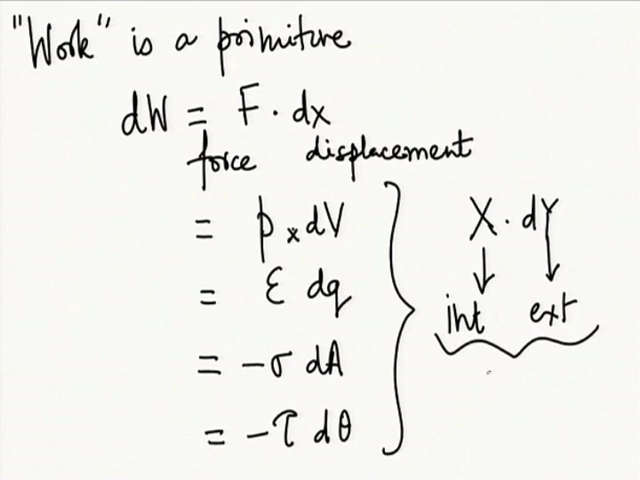 "Work" is a primitive
dW = F · dx
force displacement
= p × dV
= ε dq
= -σ dA
= -τ dθ
X · dY
int ext